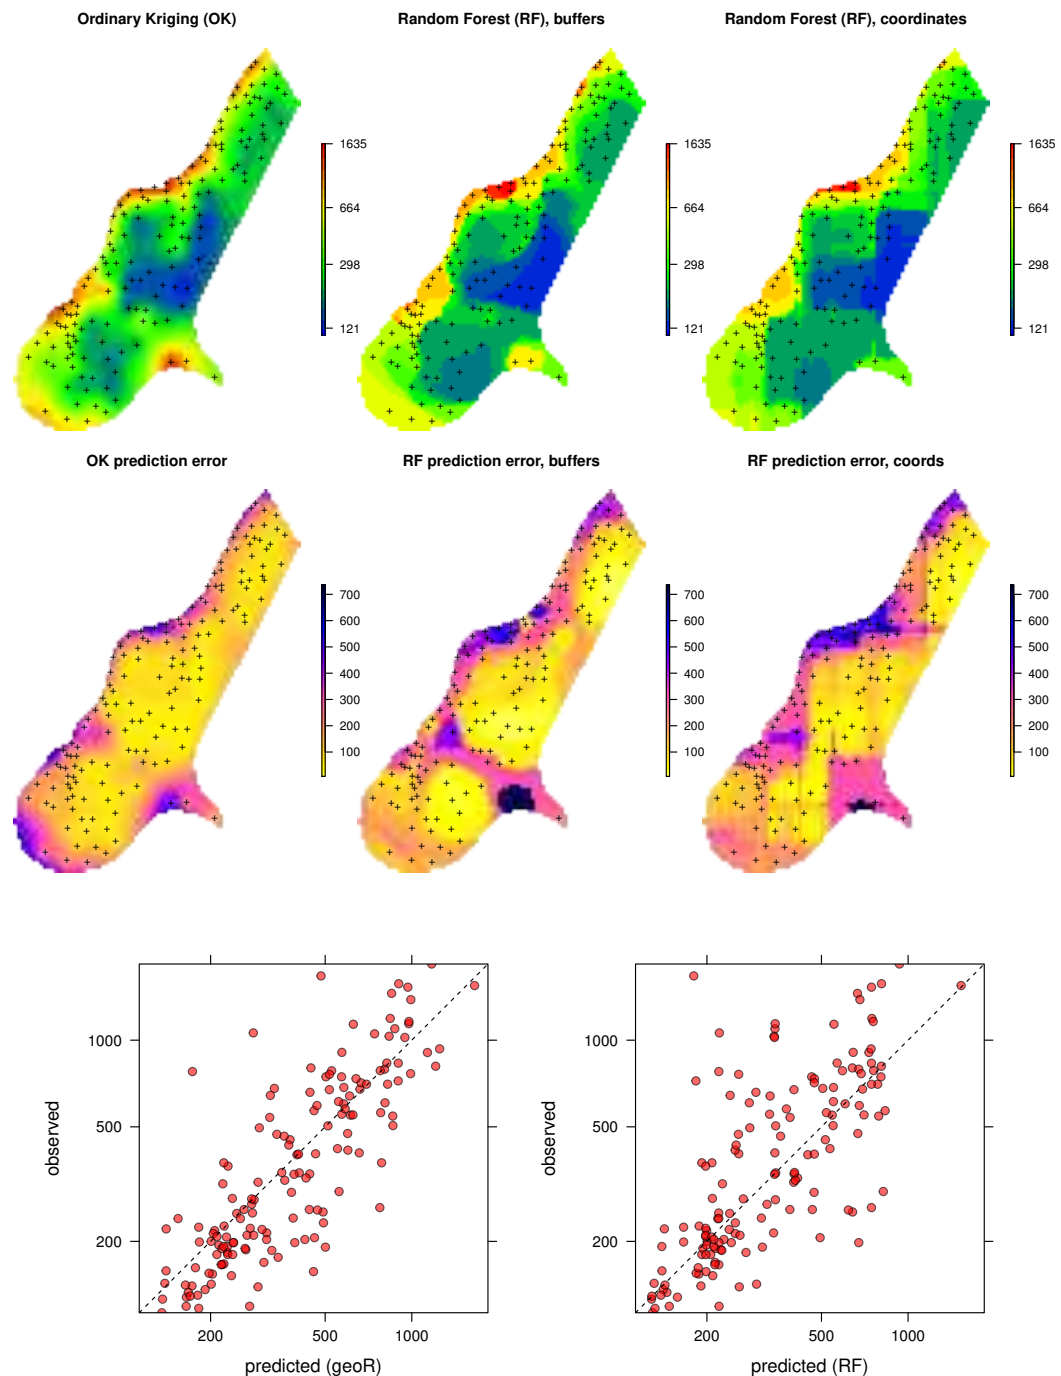 Ordinary Kriging (OK) Random Forest (RF), buffers Random Forest (RF), coordinates
1635 1635 1635
664 664 664
298 298 298
121 121 121
OK prediction error RF prediction error, buffers RF prediction error, coords
700 700 700
600 600 600
500 500 500
400 400 400
300 300 300
200 200 200
100 100 100
1000 1000
500 500
200 200
observed observed
200 500 1000 200 500 1000
predicted (geoR) predicted (RF)